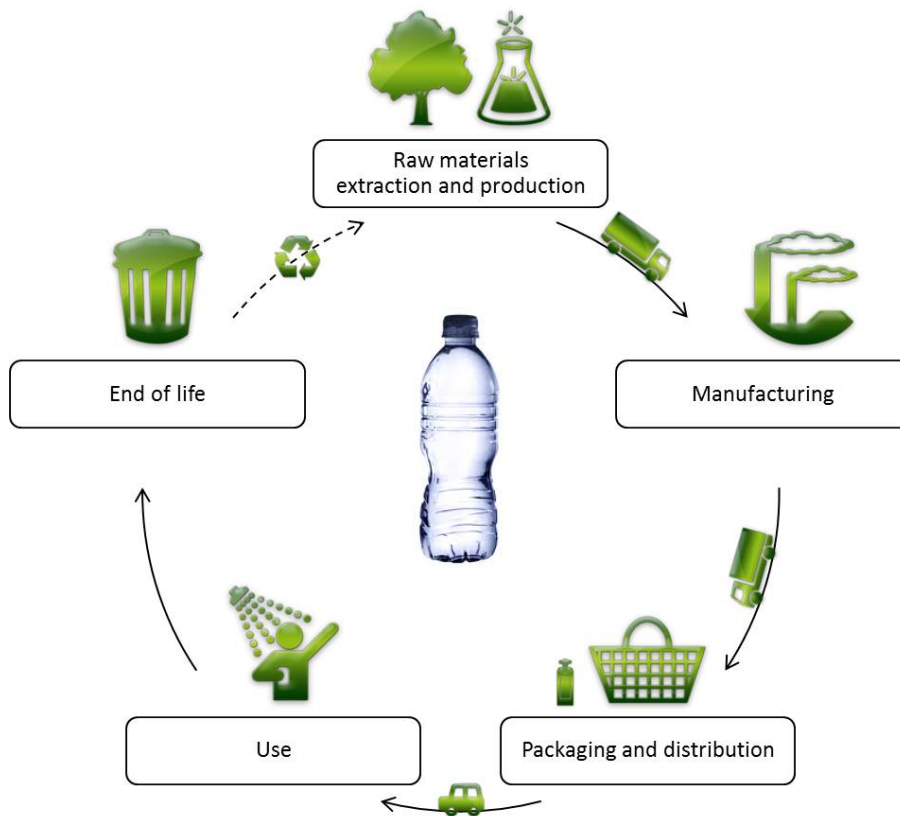 Raw materials
extraction and production
End of life
Manufacturing
Use
Packaging and distribution